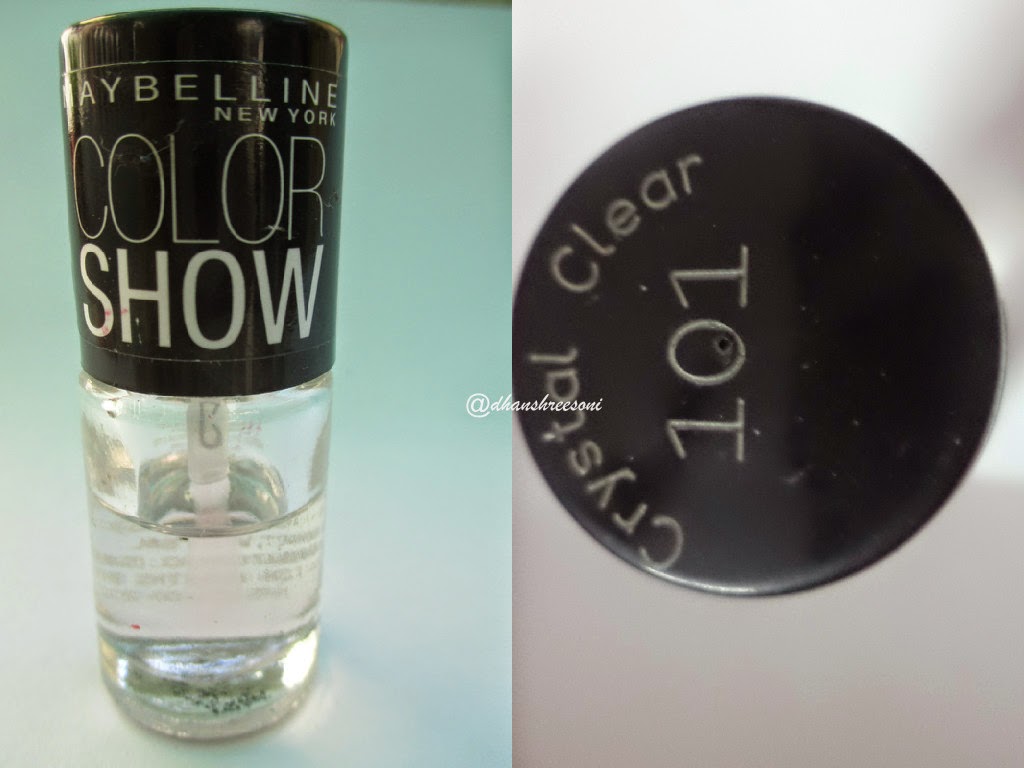 MAYBELLINE
NEW YORK
COLOR
SHOW
@dhanshreesoni
Crystal Clear
101